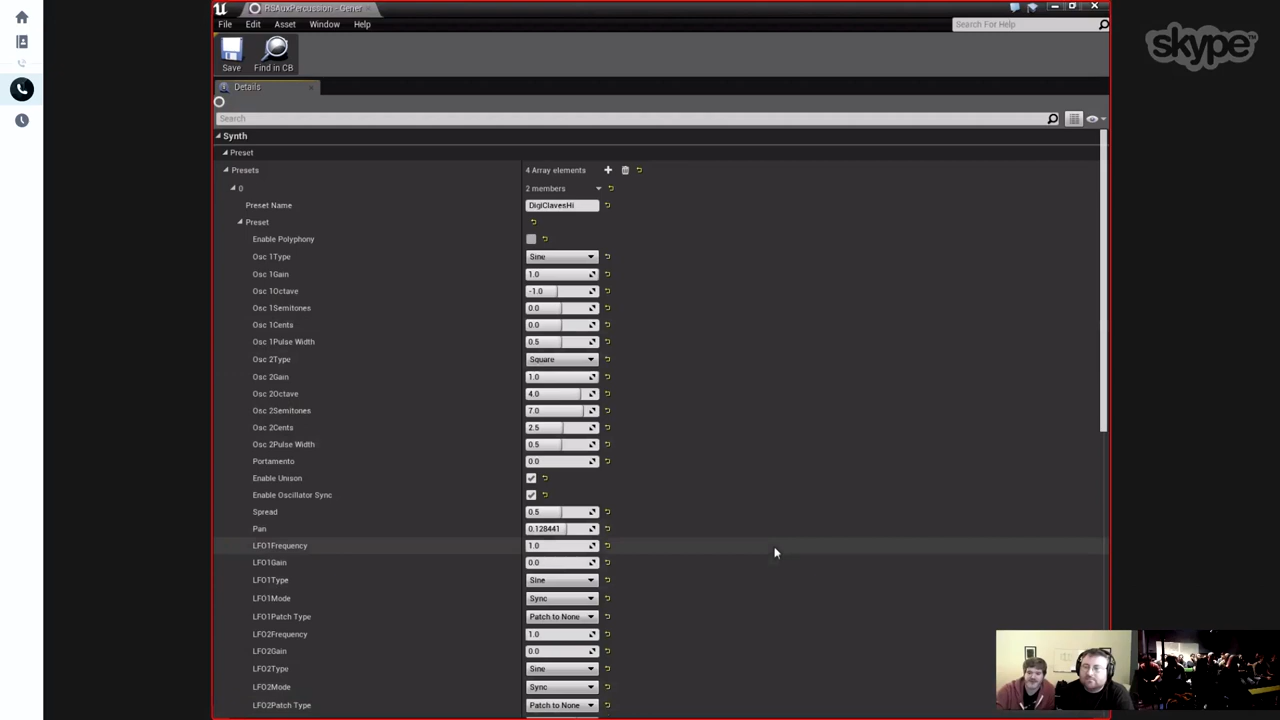 RSAuxPercussion - Gener
File Edit Asset Window Help
Search For Help
skype™
Save
Find in CB
Details
Search
Synth
Preset
Presets 4 Array elements
0 2 members
Preset Name DigiClavesHi
Preset
Enable Polyphony
Osc 1Type Sine
Osc 1Gain 1.0
Osc 1Octave -1.0
Osc 1Semitones 0.0
Osc 1Cents 0.0
Osc 1Pulse Width 0.5
Osc 2Type Square
Osc 2Gain 1.0
Osc 2Octave 4.0
Osc 2Semitones 7.0
Osc 2Cents 2.5
Osc 2Pulse Width 0.5
Portamento 0.0
Enable Unison
Enable Oscillator Sync
Spread 0.5
Pan 0.128441
LFO1Frequency 1.0
LFO1Gain 0.0
LFO1Type Sine
LFO1Mode Sync
LFO1Patch Type Patch to None
LFO2Frequency 1.0
LFO2Gain 0.0
LFO2Type Sine
LFO2Mode Sync
LFO2Patch Type Patch to None